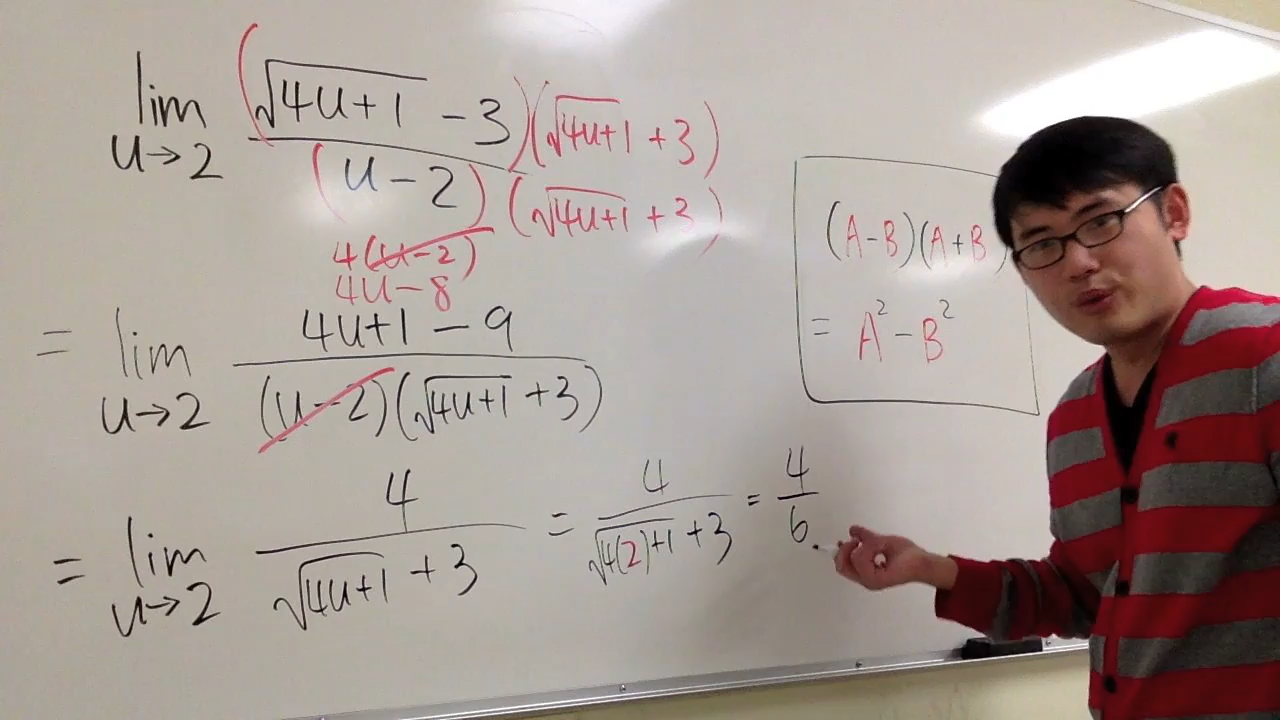 lim u→2 (√(4u+1) - 3)(√(4u+1) + 3)
(u - 2) (√(4u+1) + 3)
4(u-2)
4u-8
= lim u→2 4u+1 - 9
(u-2)(√(4u+1) + 3)
= lim u→2 4 / (√(4u+1) + 3) = 4 / (√(4(2)+1) + 3) = 4/6
(A-B)(A+B
= A² - B²